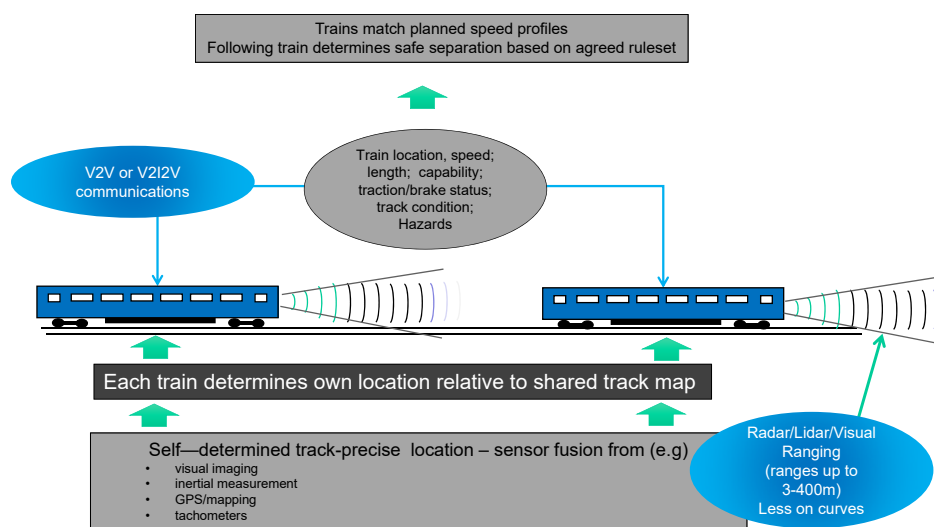 Trains match planned speed profiles
Following train determines safe separation based on agreed ruleset
V2V or V2I2V
communications
Train location, speed;
length; capability;
traction/brake status;
track condition;
Hazards
Each train determines own location relative to shared track map
Self—determined track-precise location – sensor fusion from (e.g)
• visual imaging
• inertial measurement
• GPS/mapping
• tachometers
Radar/Lidar/Visual
Ranging
(ranges up to
3-400m)
Less on curves